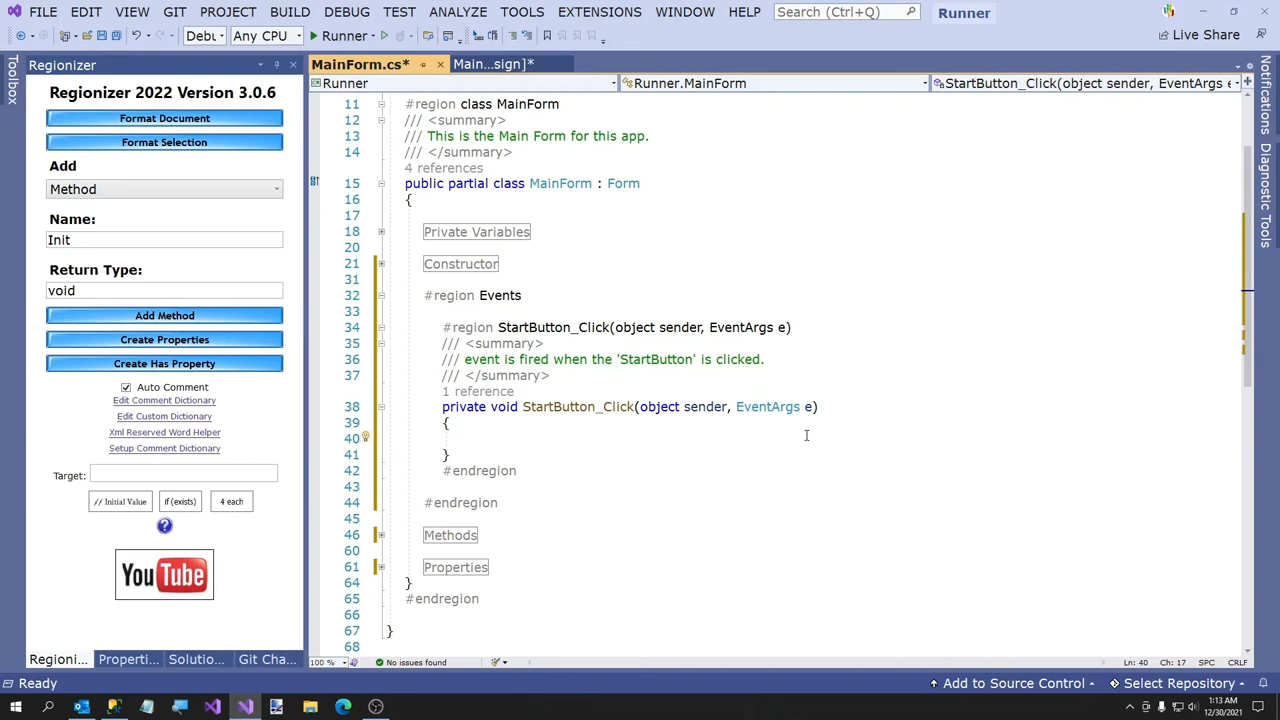 FILE EDIT VIEW GIT PROJECT BUILD DEBUG TEST ANALYZE TOOLS EXTENSIONS WINDOW HELP Search (Ctrl+Q) Runner
Debu Any CPU Runner Live Share
Toolbox
Regionizer
Regionizer 2022 Version 3.0.6
Format Document
Format Selection
Add
Method
Name:
Init
Return Type:
void
Add Method
Create Properties
Create Has Property
Auto Comment
Edit Comment Dictionary
Edit Custom Dictionary
Xml Reserved Word Helper
Setup Comment Dictionary
Target:
// Initial Value if (exists) 4 each
?
YouTube
Regioni... Properti... Solutio... Git Cha...
MainForm.cs* Main...sign]*
Runner Runner.MainForm StartButton_Click(object sender, EventArgs e
11 #region class MainForm
12 /// <summary>
13 /// This is the Main Form for this app.
14 /// </summary>
4 references
15 public partial class MainForm : Form
16 {
17
18 Private Variables
20
21 Constructor
31
32 #region Events
33
34 #region StartButton_Click(object sender, EventArgs e)
35 /// <summary>
36 /// event is fired when the 'StartButton' is clicked.
37 /// </summary>
1 reference
38 private void StartButton_Click(object sender, EventArgs e)
39 {
40
41 }
42 #endregion
43
44 #endregion
45
46 Methods
60
61 Properties
64 }
65 #endregion
66
67 }
68
100 % No issues found Ln: 40 Ch: 17 SPC CRLF
Notifications
Diagnostic Tools
Ready Add to Source Control Select Repository
1:13 AM
12/30/2021